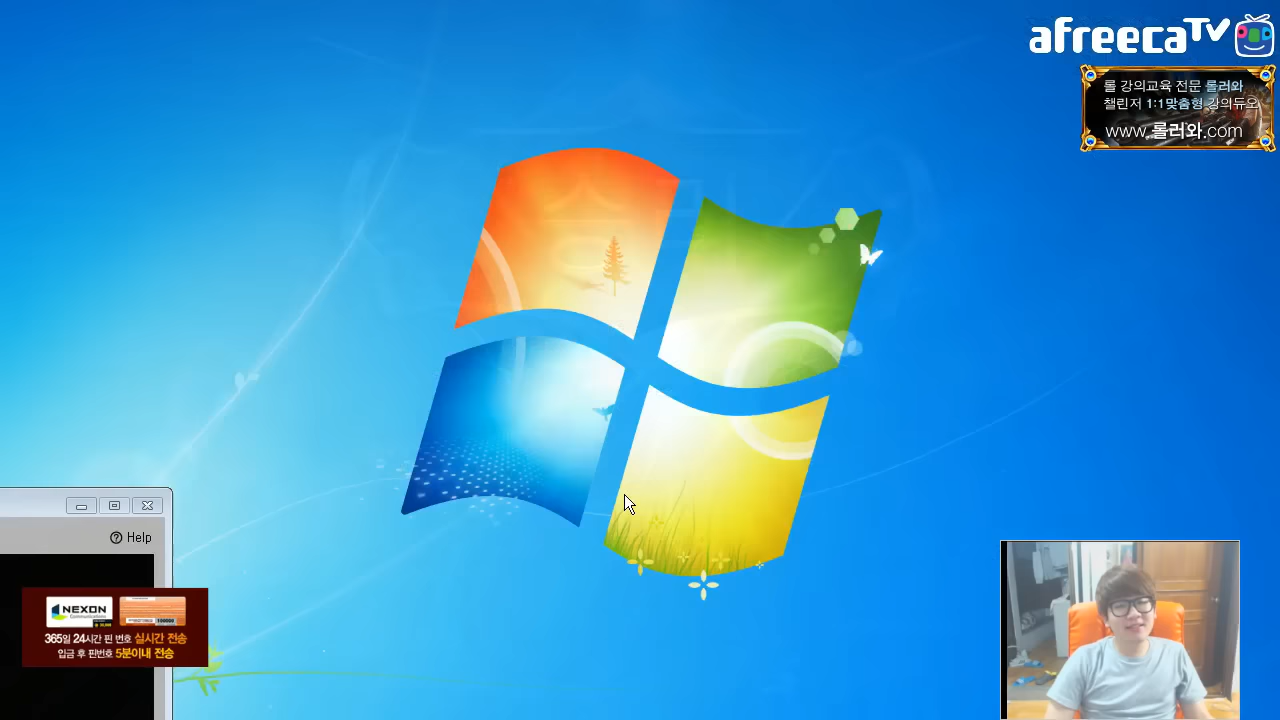 afreecaTV
롤 강의교육 전문 롤러와
챌린저 1:1맞춤형 강의듀오
www.롤러와.com
Help
NEXON
Communications
365일 24시간 핀 번호 실시간 전송
입금 후 핀번호 5분이내 전송